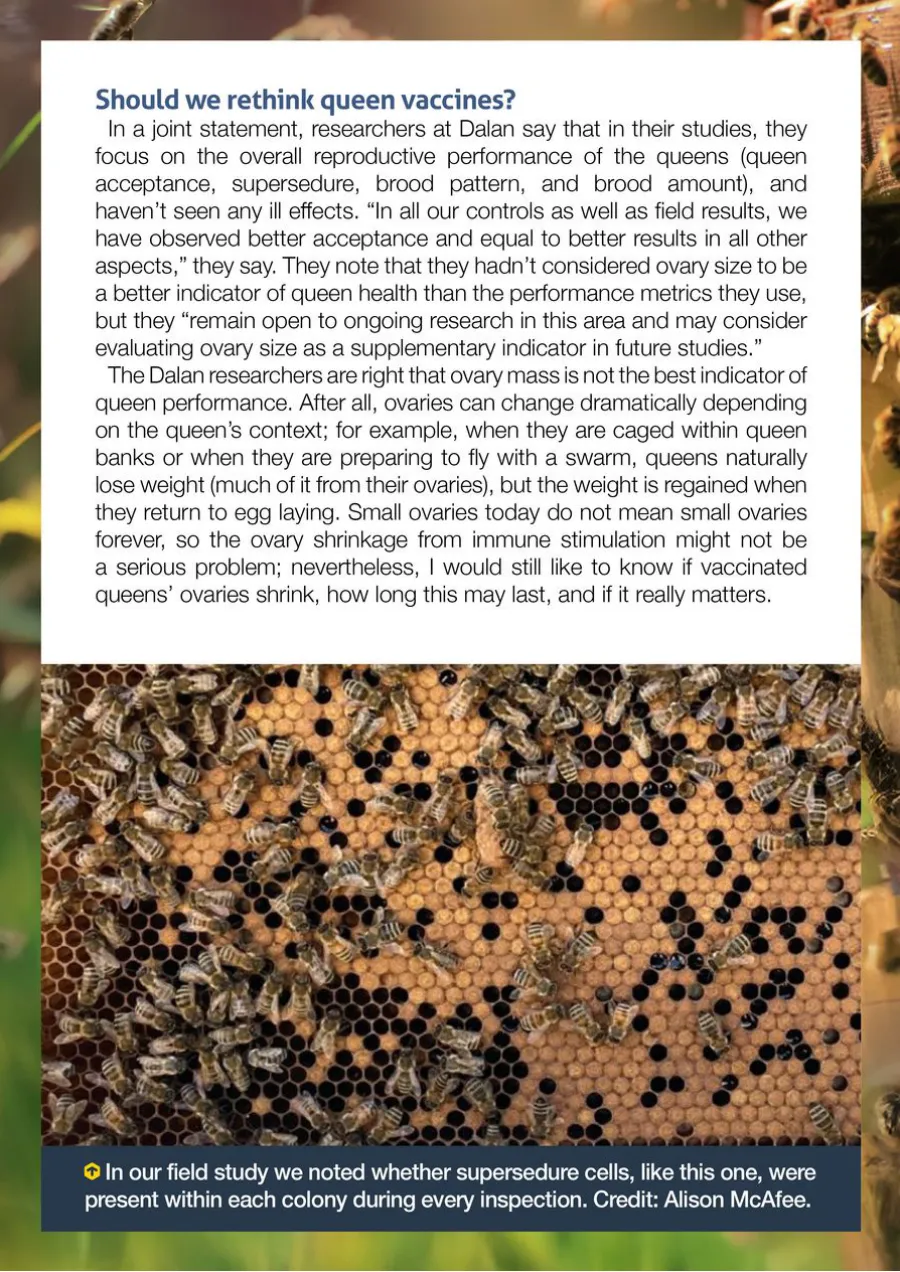 Should we rethink queen vaccines?
In a joint statement, researchers at Dalan say that in their studies, they
focus on the overall reproductive performance of the queens (queen
acceptance, supersedure, brood pattern, and brood amount), and
haven’t seen any ill effects. “In all our controls as well as field results, we
have observed better acceptance and equal to better results in all other
aspects,” they say. They note that they hadn’t considered ovary size to be
a better indicator of queen health than the performance metrics they use,
but they “remain open to ongoing research in this area and may consider
evaluating ovary size as a supplementary indicator in future studies.”
The Dalan researchers are right that ovary mass is not the best indicator of
queen performance. After all, ovaries can change dramatically depending
on the queen’s context; for example, when they are caged within queen
banks or when they are preparing to fly with a swarm, queens naturally
lose weight (much of it from their ovaries), but the weight is regained when
they return to egg laying. Small ovaries today do not mean small ovaries
forever, so the ovary shrinkage from immune stimulation might not be
a serious problem; nevertheless, I would still like to know if vaccinated
queens’ ovaries shrink, how long this may last, and if it really matters.
In our field study we noted whether supersedure cells, like this one, were
present within each colony during every inspection. Credit: Alison McAfee.